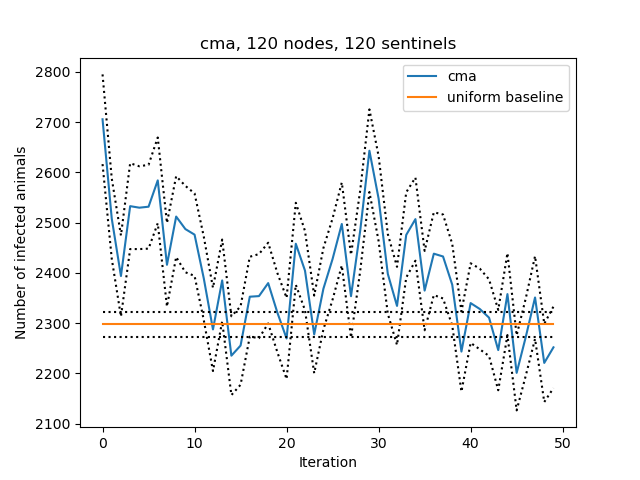 cma, 120 nodes, 120 sentinels
cma
uniform baseline
Number of infected animals
2800
2700
2600
2500
2400
2300
2200
2100
0 10 20 30 40 50
Iteration